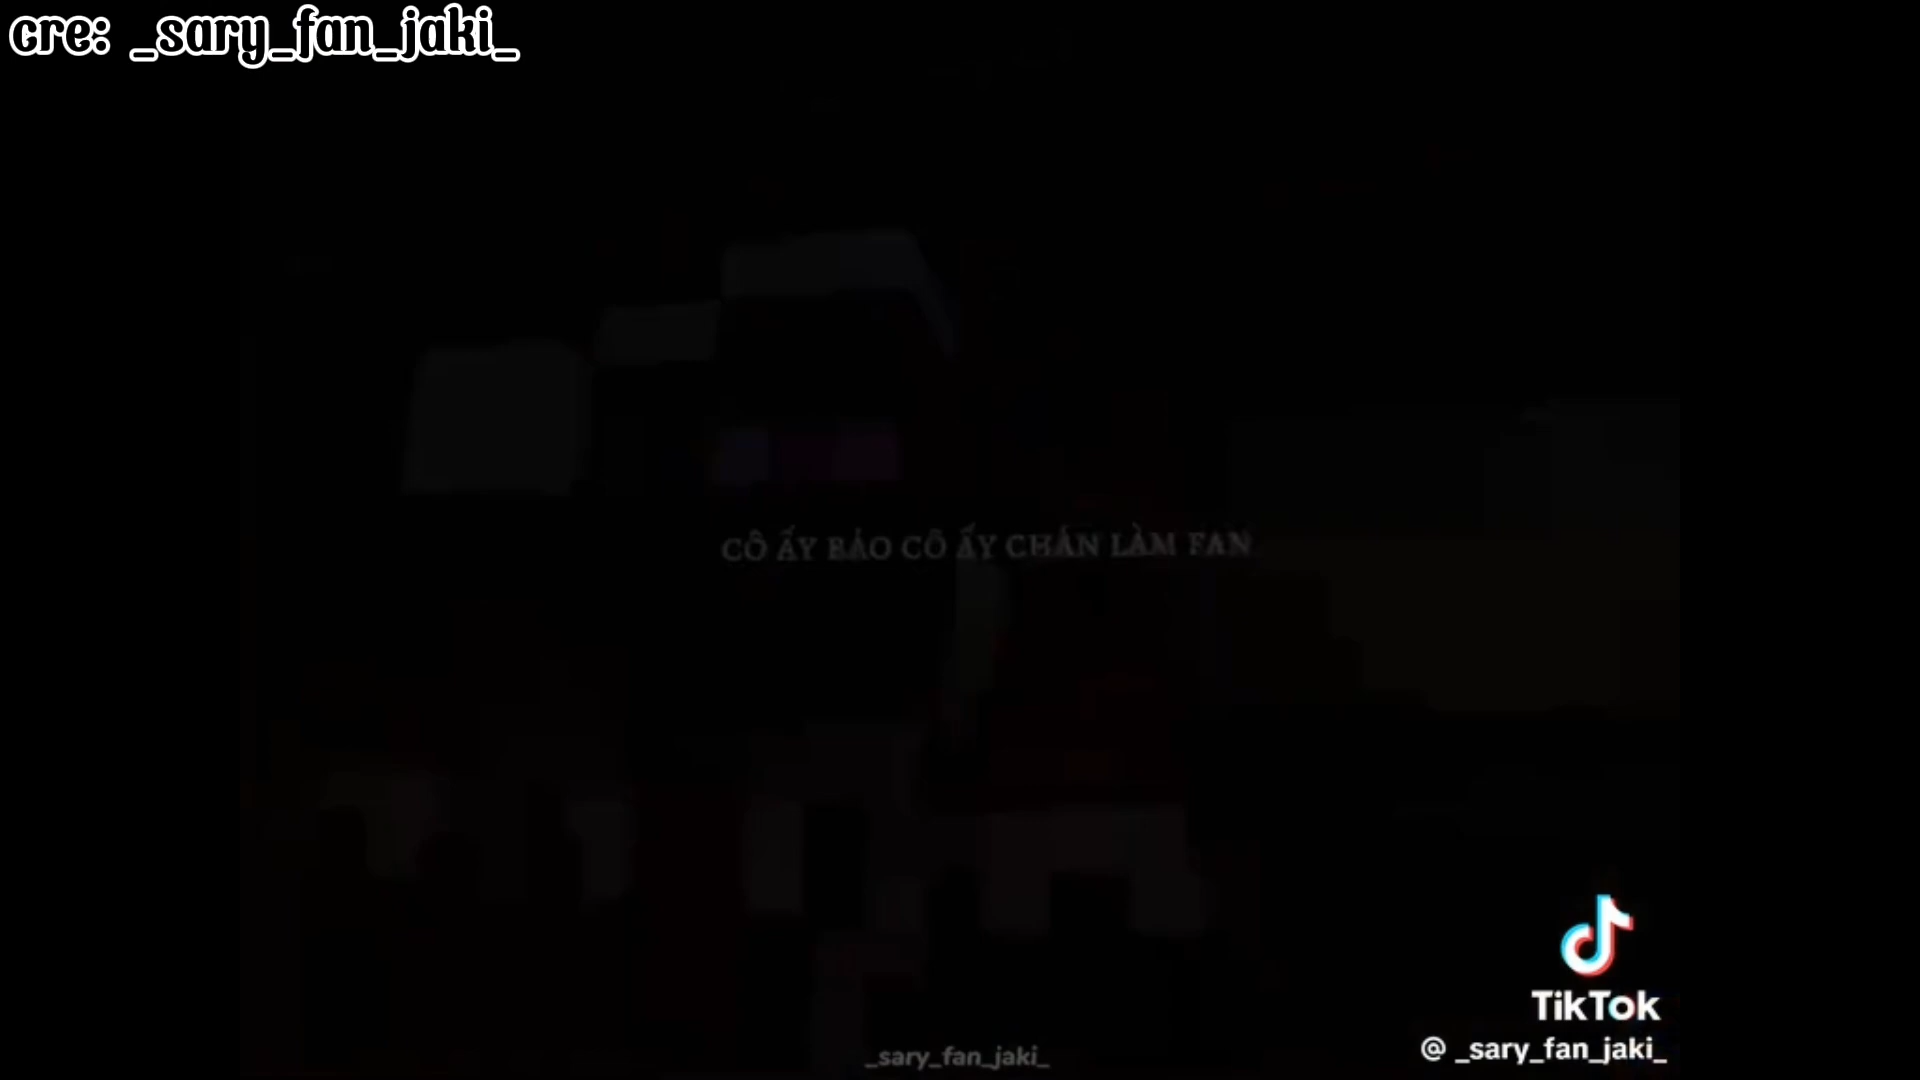 cre: _sary_fan_jaki_
CÔ ẤY BẢO CÔ ẤY CHÁN LÀM FAN
TikTok
@ _sary_fan_jaki_
_sary_fan_jaki_